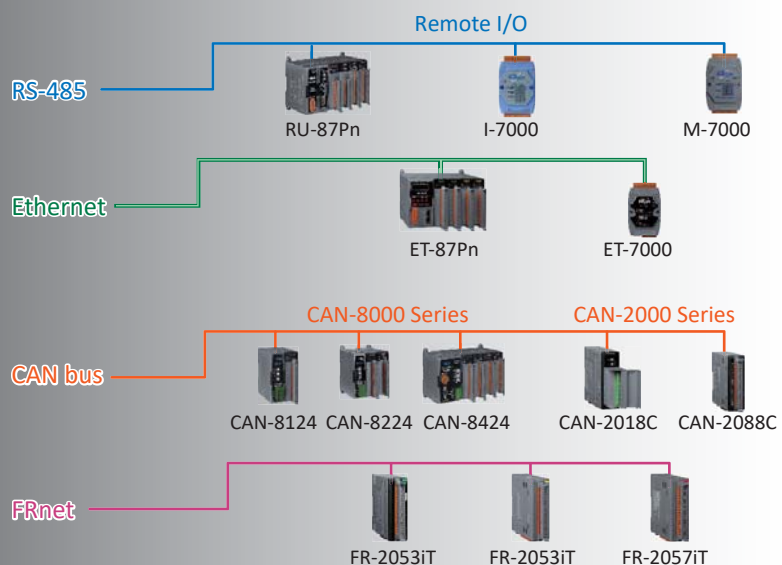 Remote I/O
RS-485
RU-87Pn I-7000 M-7000
Ethernet
ET-87Pn ET-7000
CAN-8000 Series CAN-2000 Series
CAN bus
CAN-8124 CAN-8224 CAN-8424 CAN-2018C CAN-2088C
FRnet
FR-2053iT FR-2053iT FR-2057iT